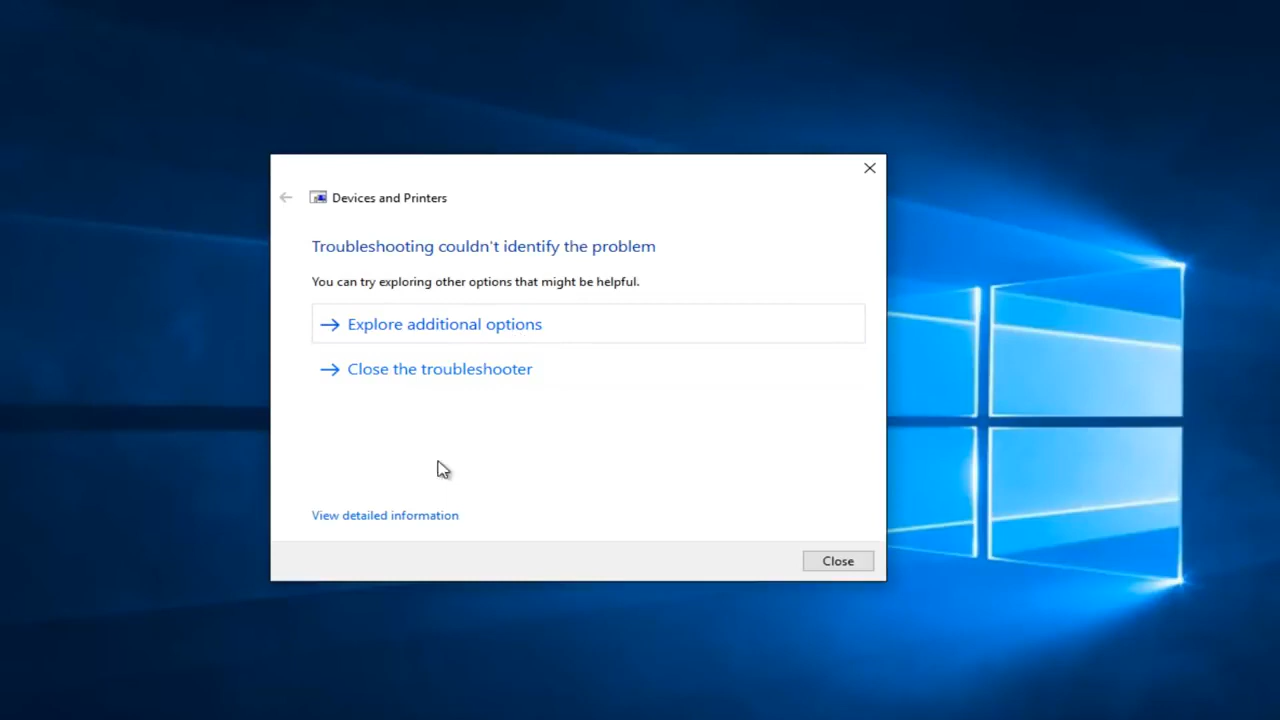 Devices and Printers
Troubleshooting couldn't identify the problem
You can try exploring other options that might be helpful.
Explore additional options
Close the troubleshooter
View detailed information
Close